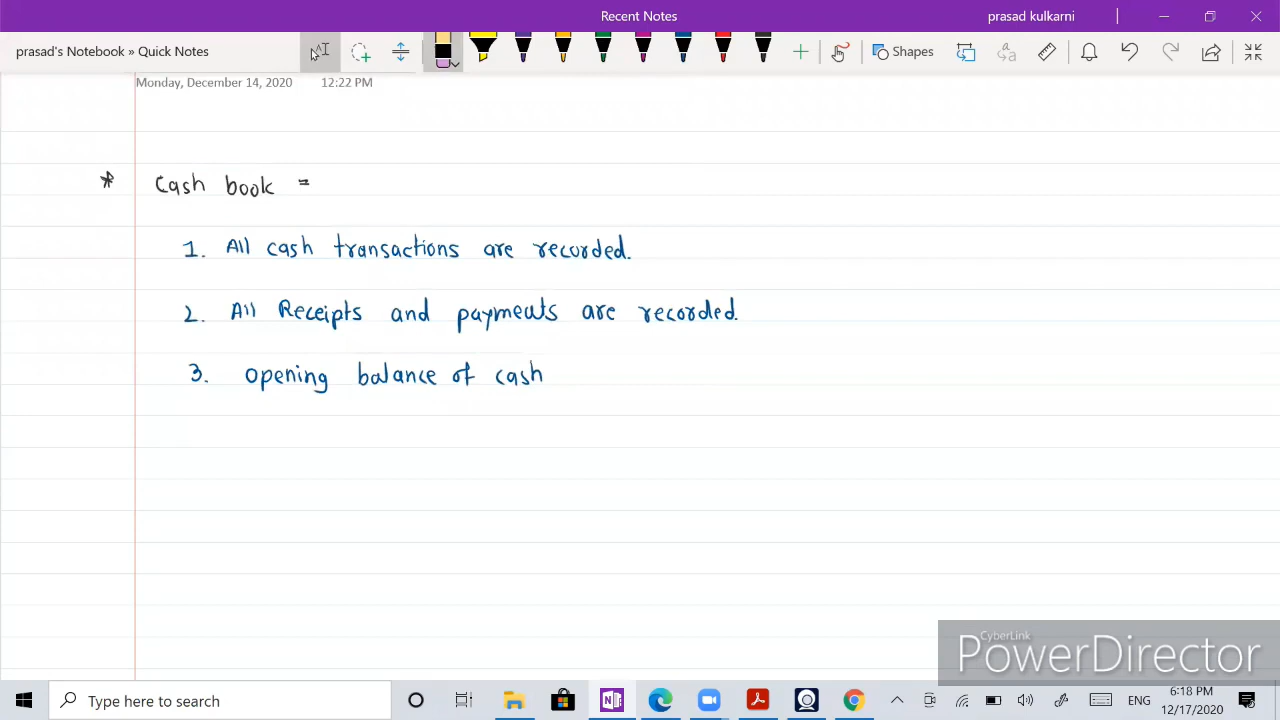 Recent Notes
prasad kulkarni
prasad's Notebook » Quick Notes
Shapes
Monday, December 14, 2020 12:22 PM
* Cash book =
1. All cash transactions are recorded.
2. All Receipts and payments are recorded.
3. opening balance of cash
CyberLink
PowerDirector
Type here to search
ENG
6:18 PM
12/17/2020